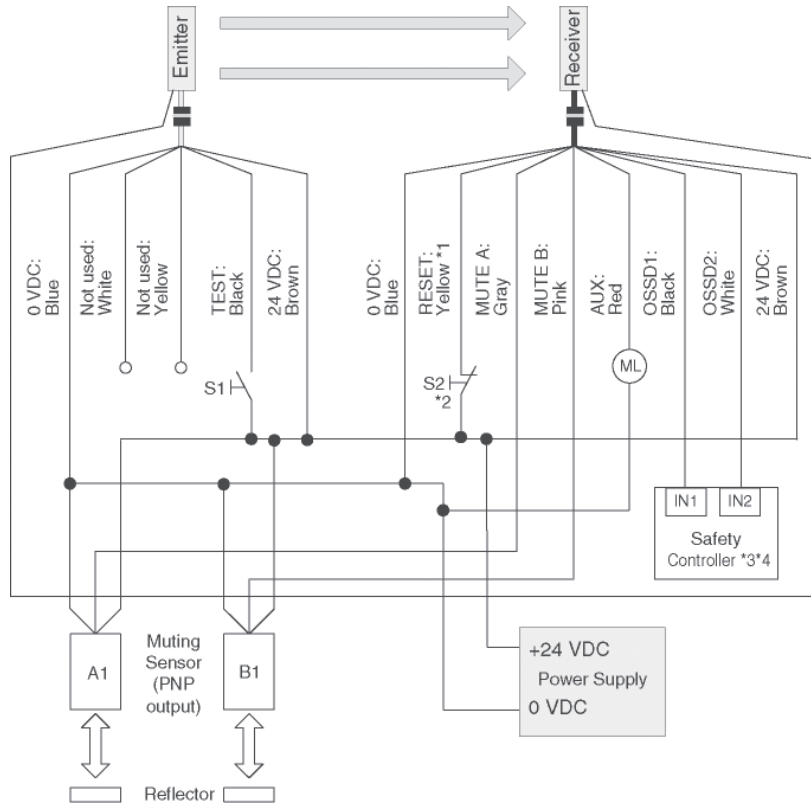 Emitter
Receiver
0 VDC:
Blue
Not used:
White
Not used:
Yellow
TEST:
Black
24 VDC:
Brown
0 VDC:
Blue
RESET:
Yellow *1
MUTE A:
Gray
MUTE B:
Pink
AUX:
Red
OSSD1:
Black
OSSD2:
White
24 VDC:
Brown
S1
S2
*2
ML
IN1
IN2
Safety
Controller *3*4
A1
Muting
Sensor
(PNP
output)
B1
+24 VDC
Power Supply
0 VDC
Reflector